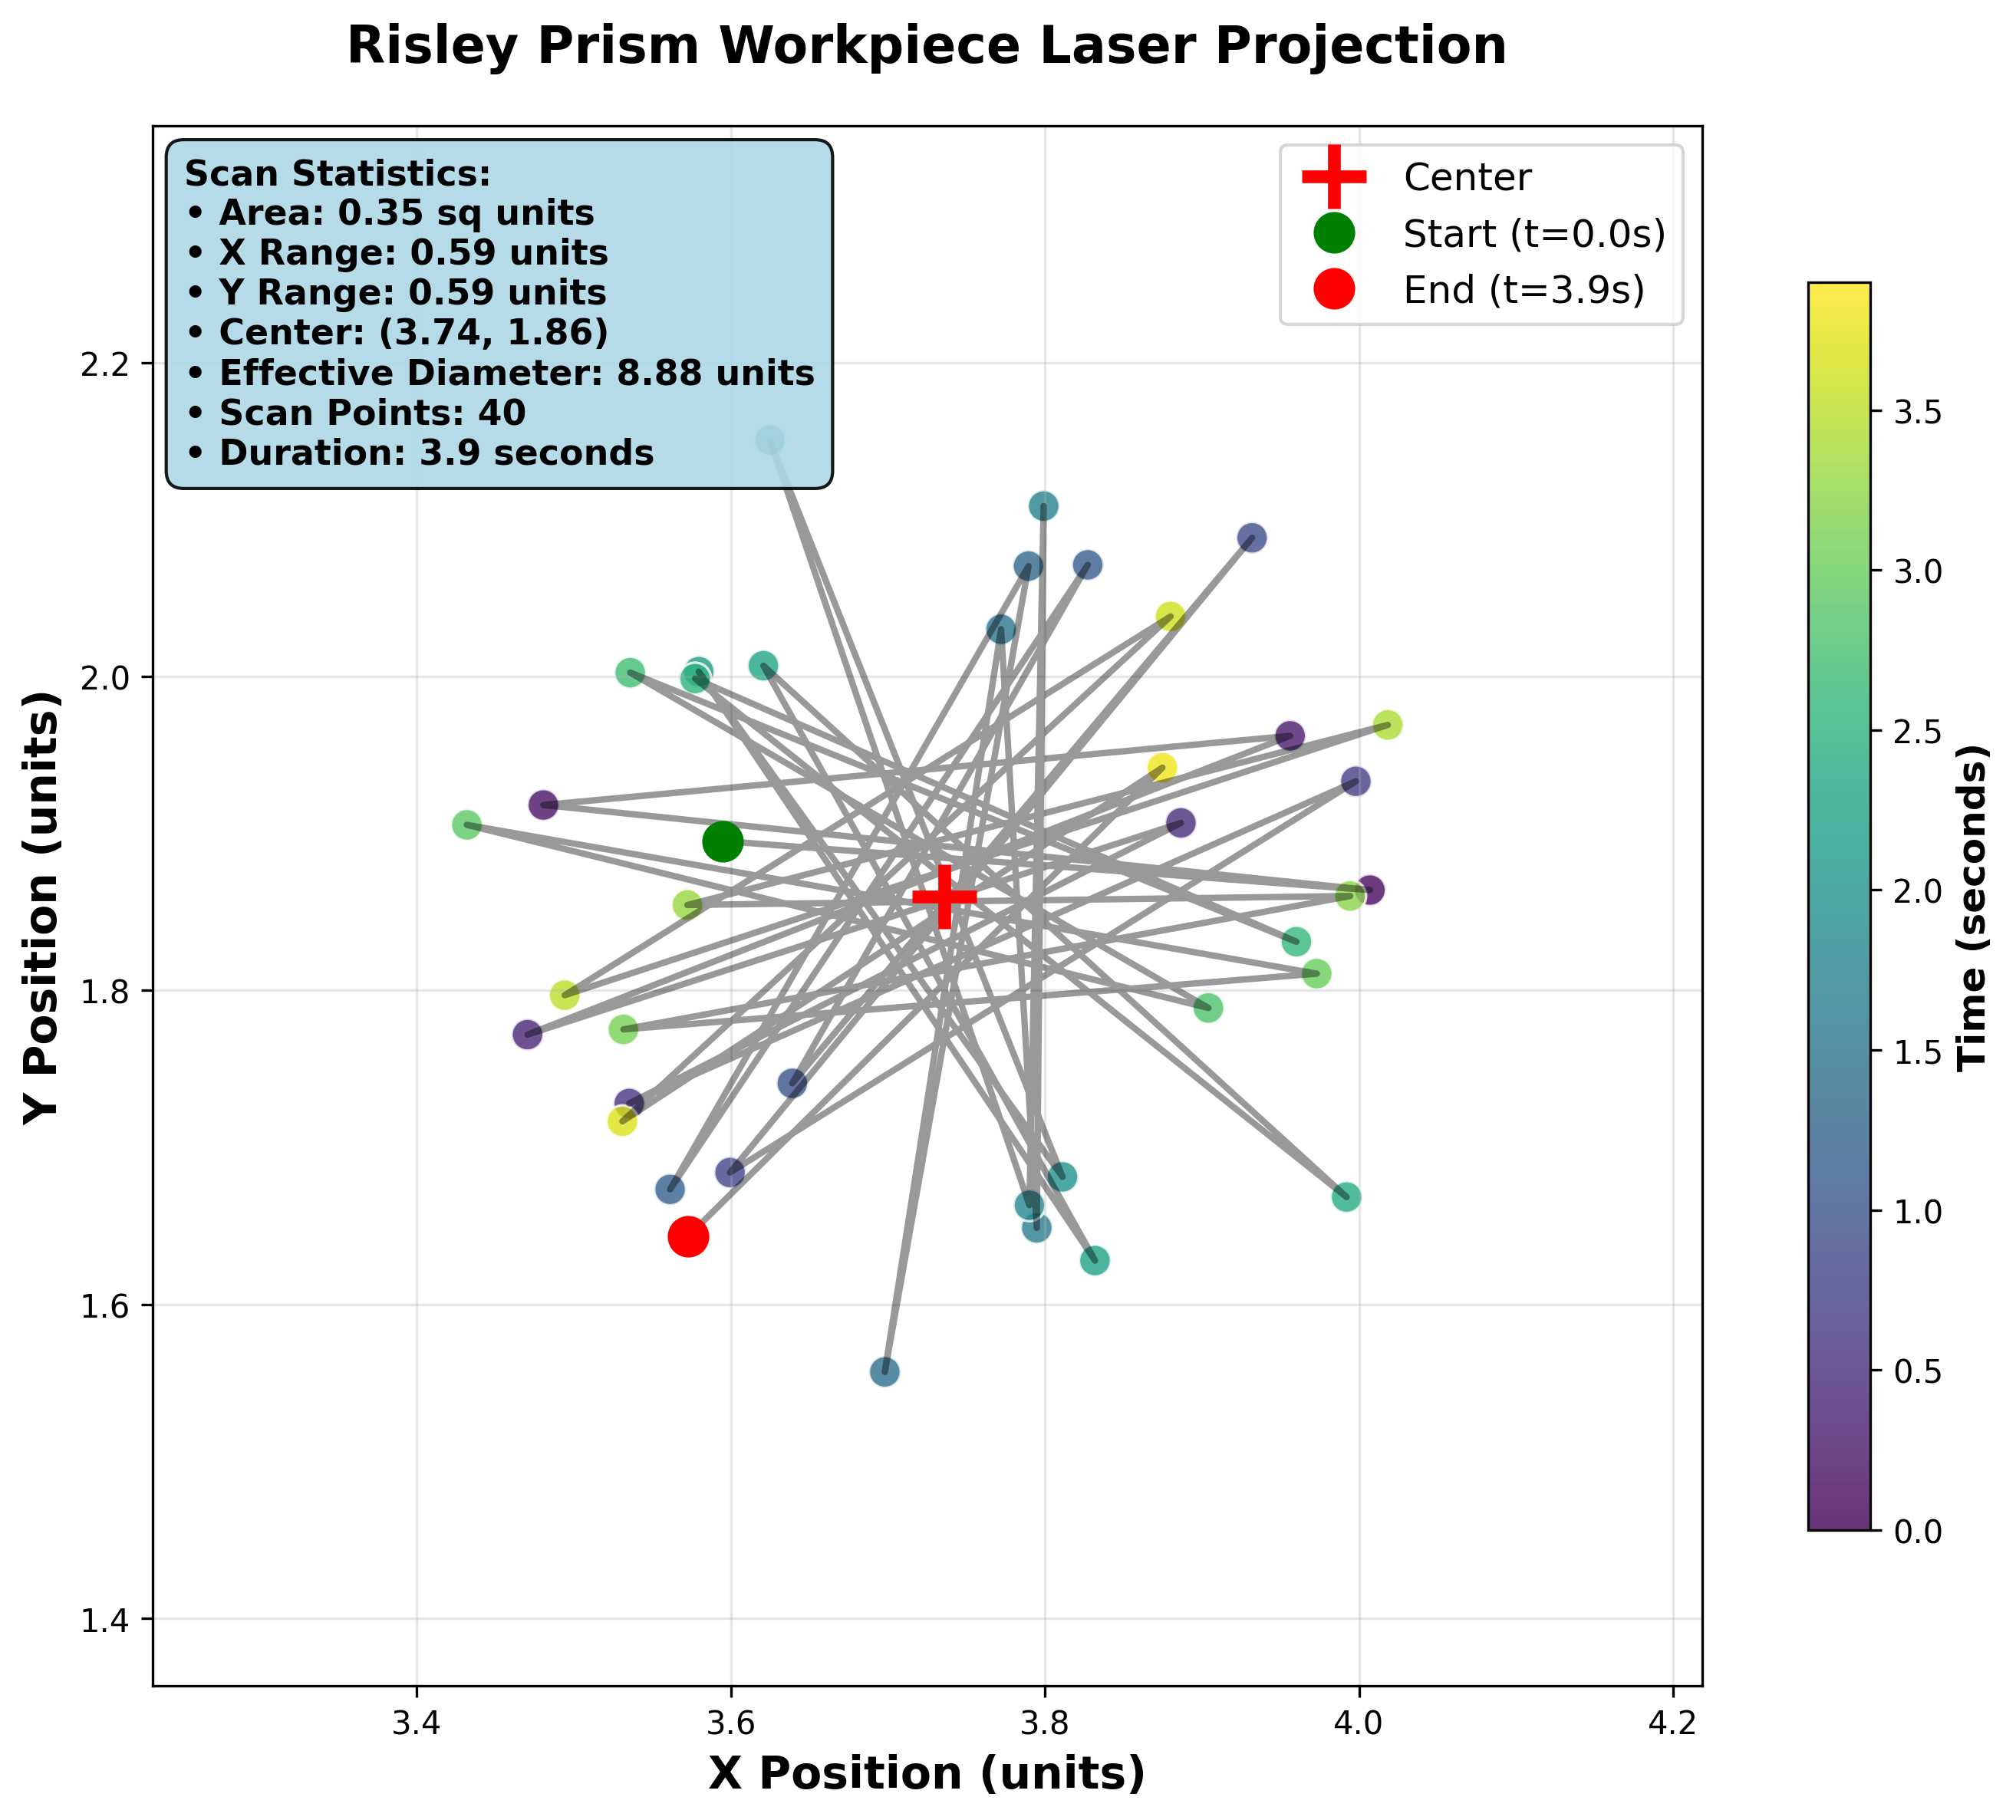 Risley Prism Workpiece Laser Projection
Scan Statistics:
• Area: 0.35 sq units
• X Range: 0.59 units
• Y Range: 0.59 units
• Center: (3.74, 1.86)
• Effective Diameter: 8.88 units
• Scan Points: 40
• Duration: 3.9 seconds
Center
Start (t=0.0s)
End (t=3.9s)
Y Position (units)
2.2
2.0
1.8
1.6
1.4
3.4
3.6
3.8
4.0
4.2
X Position (units)
3.5
3.0
2.5
2.0
1.5
1.0
0.5
0.0
Time (seconds)